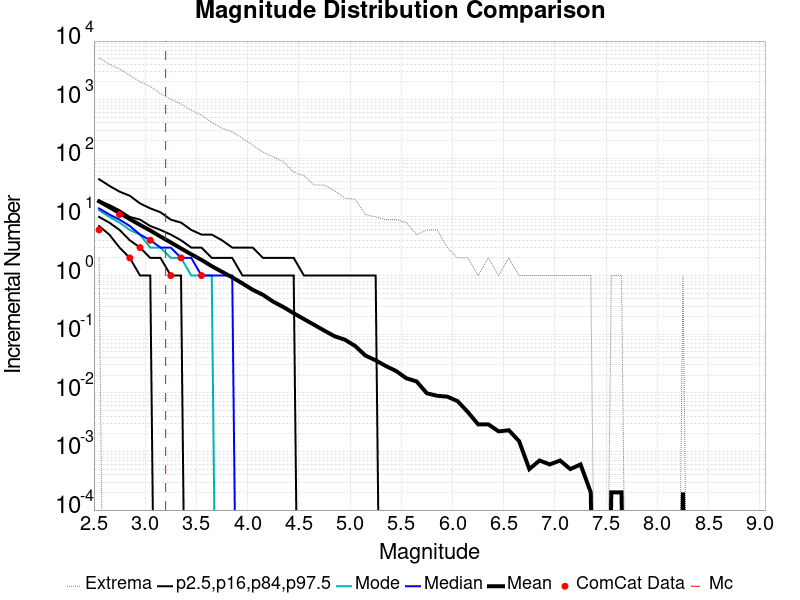 Magnitude Distribution Comparison
10^4
10^3
10^2
10^1
10^0
10^-1
10^-2
10^-3
10^-4
Incremental Number
2.5 3.0 3.5 4.0 4.5 5.0 5.5 6.0 6.5 7.0 7.5 8.0 8.5 9.0
Magnitude
Extrema p2.5,p16,p84,p97.5 Mode Median Mean ComCat Data Mc